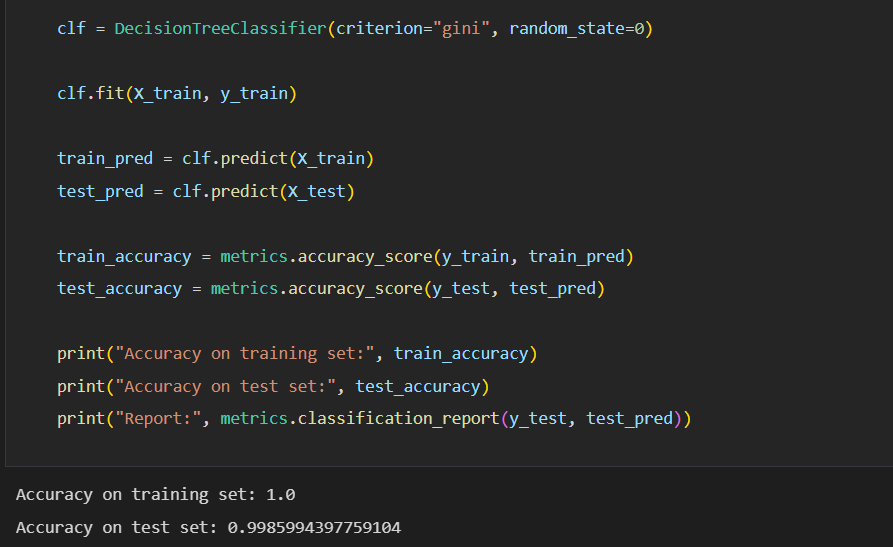 clf = DecisionTreeClassifier(criterion="gini", random_state=0)
clf.fit(X_train, y_train)
train_pred = clf.predict(X_train)
test_pred = clf.predict(X_test)
train_accuracy = metrics.accuracy_score(y_train, train_pred)
test_accuracy = metrics.accuracy_score(y_test, test_pred)
print("Accuracy on training set:", train_accuracy)
print("Accuracy on test set:", test_accuracy)
print("Report:", metrics.classification_report(y_test, test_pred))
Accuracy on training set: 1.0
Accuracy on test set: 0.9985994397759104